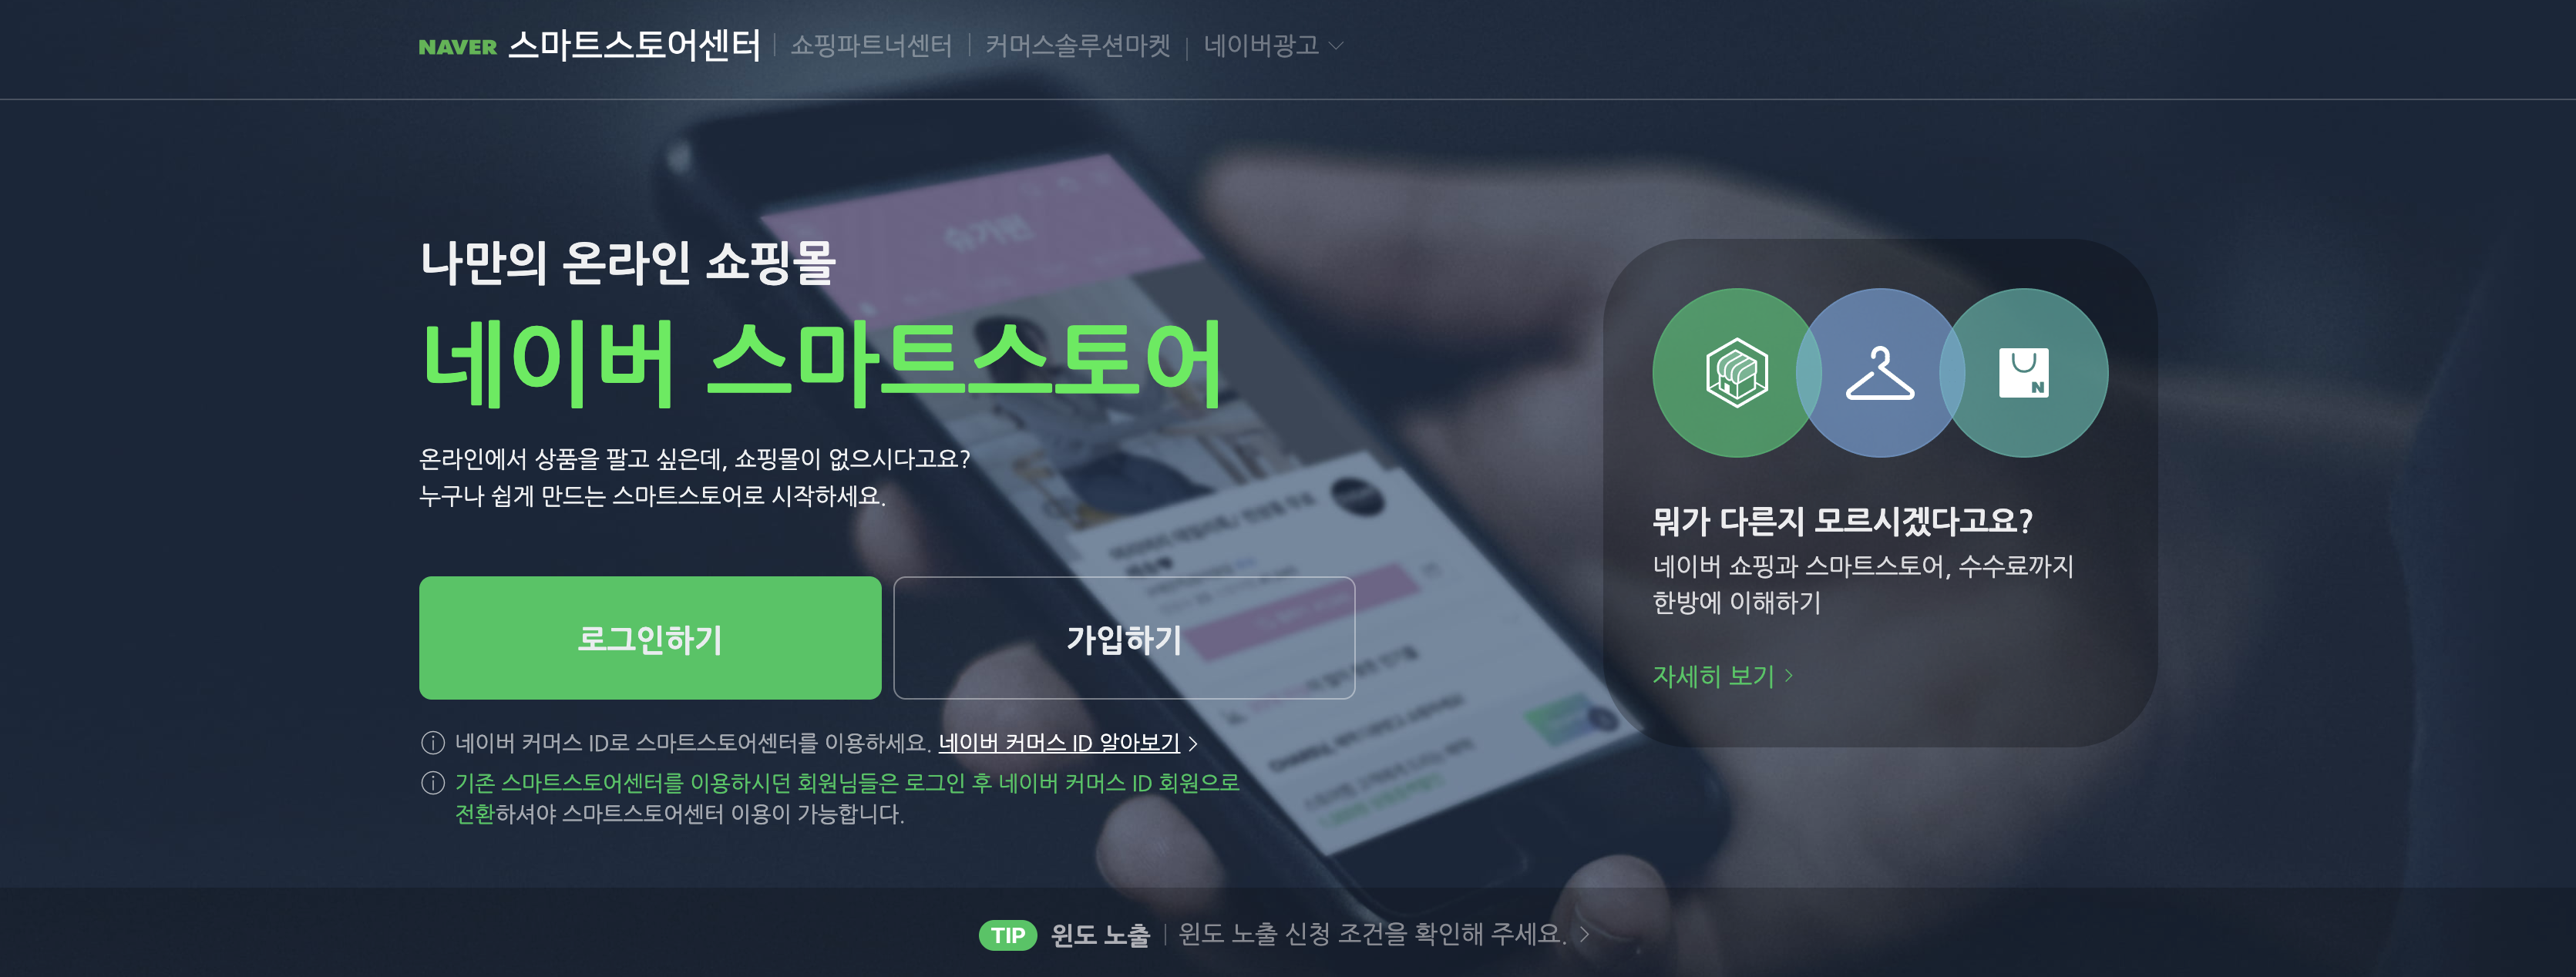 NAVER 스마트스토어센터 쇼핑파트너센터 커머스솔루션마켓 네이버광고
나만의 온라인 쇼핑몰
네이버 스마트스토어
온라인에서 상품을 팔고 싶은데, 쇼핑몰이 없으시다고요?
누구나 쉽게 만드는 스마트스토어로 시작하세요.
로그인하기 가입하기
네이버 커머스 ID로 스마트스토어센터를 이용하세요. 네이버 커머스 ID 알아보기
기존 스마트스토어센터를 이용하시던 회원님들은 로그인 후 네이버 커머스 ID 회원으로
전환하셔야 스마트스토어센터 이용이 가능합니다.
N
뭐가 다른지 모르시겠다고요?
네이버 쇼핑과 스마트스토어, 수수료까지
한방에 이해하기
자세히 보기
TIP 윈도 노출 윈도 노출 신청 조건을 확인해 주세요.